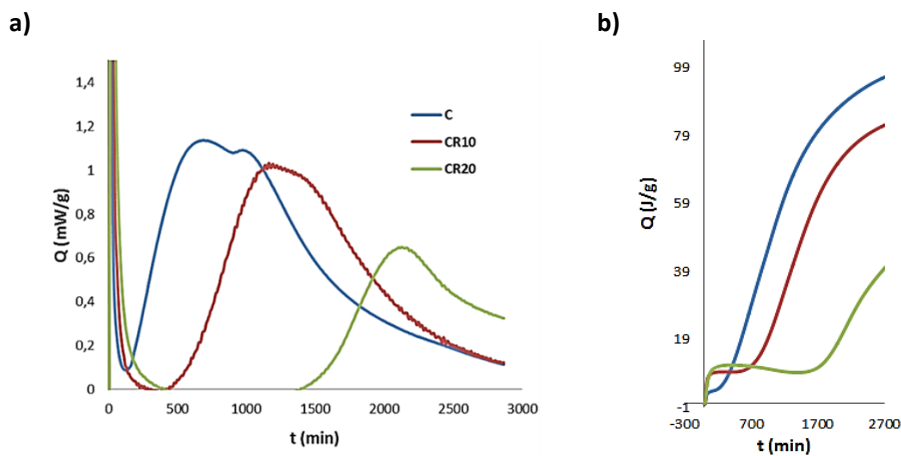 a)
Q (mW/g)
1,4
1,2
1
0,8
0,6
0,4
0,2
0
0 500 1000 1500 2000 2500 3000
t (min)
C
CR10
CR20
b)
Q (J/g)
99
79
59
39
19
-1
-300 700 1700 2700
t (min)